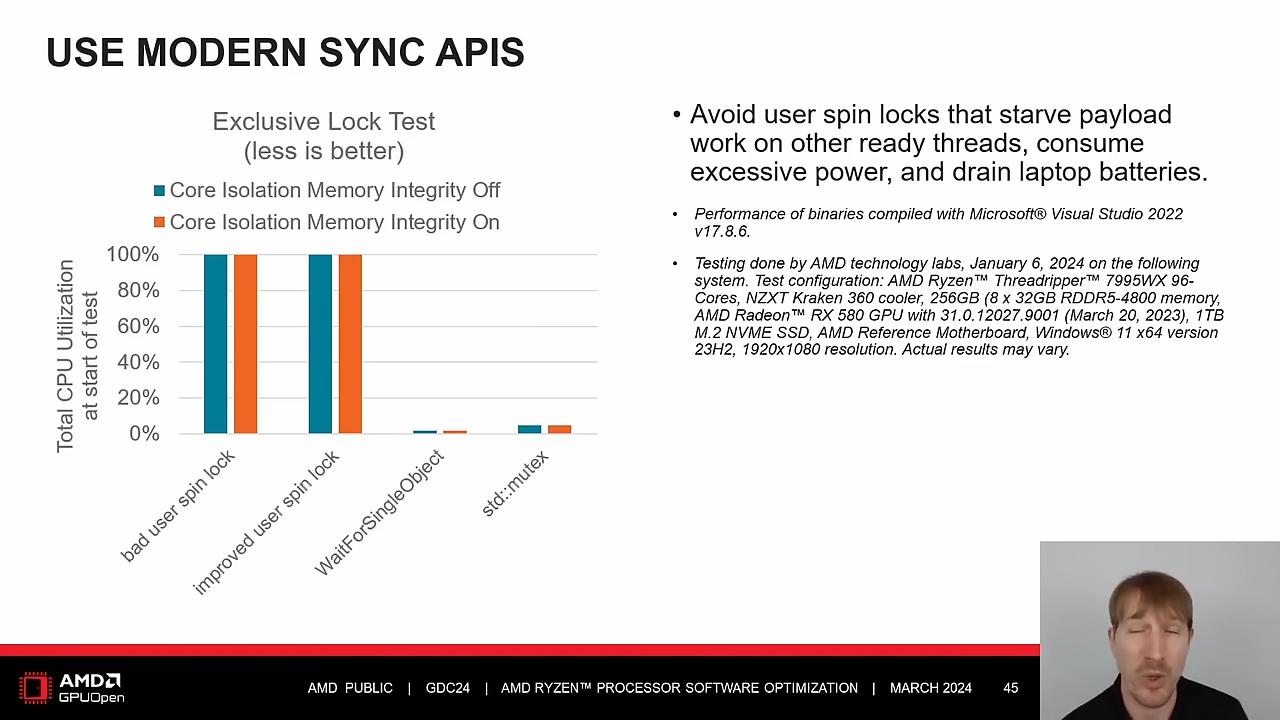 USE MODERN SYNC APIS
Exclusive Lock Test
(less is better)
Core Isolation Memory Integrity Off
Core Isolation Memory Integrity On
Total CPU Utilization
at start of test
100%
80%
60%
40%
20%
0%
bad user spin lock
improved user spin lock
WaitForSingleObject
std::mutex
• Avoid user spin locks that starve payload
work on other ready threads, consume
excessive power, and drain laptop batteries.
• Performance of binaries compiled with Microsoft® Visual Studio 2022
v17.8.6.
• Testing done by AMD technology labs, January 6, 2024 on the following
system. Test configuration: AMD Ryzen™ Threadripper™ 7995WX 96-
Cores, NZXT Kraken 360 cooler, 256GB (8 x 32GB RDDR5-4800 memory,
AMD Radeon™ RX 580 GPU with 31.0.12027.9001 (March 20, 2023), 1TB
M.2 NVME SSD, AMD Reference Motherboard, Windows® 11 x64 version
23H2, 1920x1080 resolution. Actual results may vary.
AMD
GPUOpen
AMD PUBLIC | GDC24 | AMD RYZEN™ PROCESSOR SOFTWARE OPTIMIZATION | MARCH 2024 45